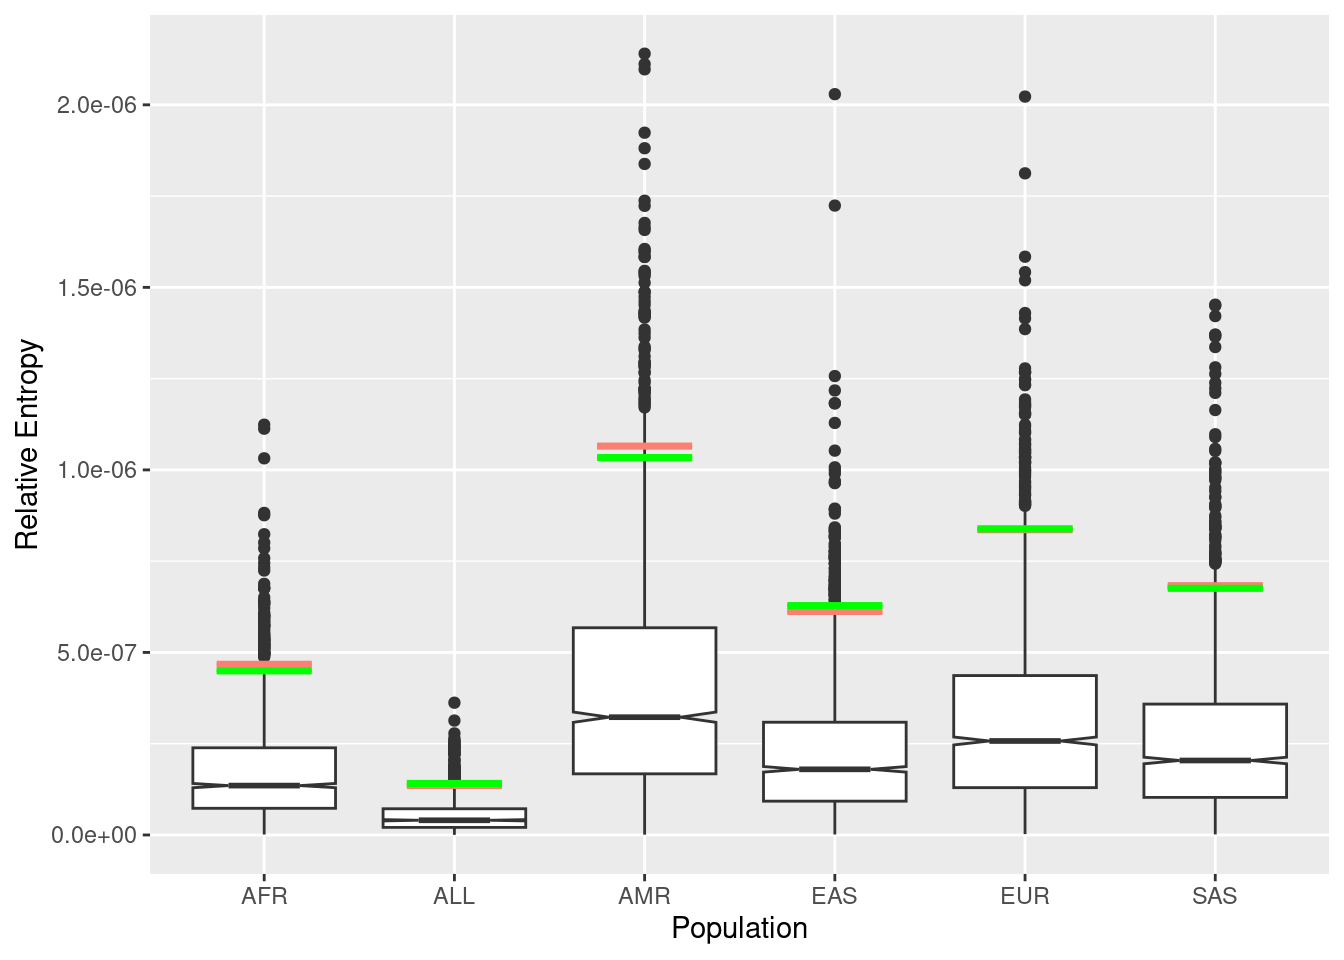 Relative Entropy
2.0e-06
1.5e-06
1.0e-06
5.0e-07
0.0e+00
AFR ALL AMR EAS EUR SAS
Population